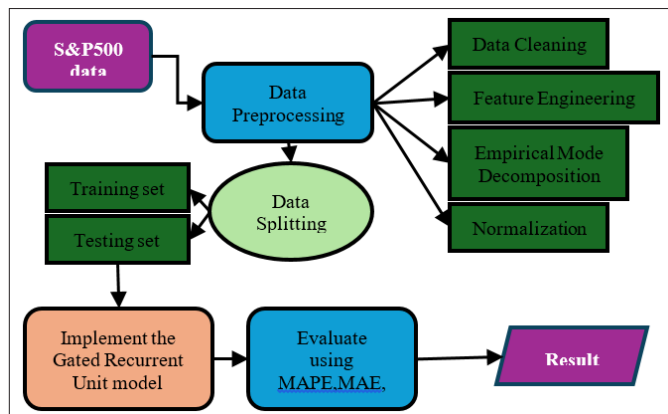 S&P500
data
Data
Preprocessing
Data Cleaning
Feature Engineering
Empirical Mode
Decomposition
Normalization
Data
Splitting
Training set
Testing set
Implement the
Gated Recurrent
Unit model
Evaluate
using
MAPE,MAE,
Result